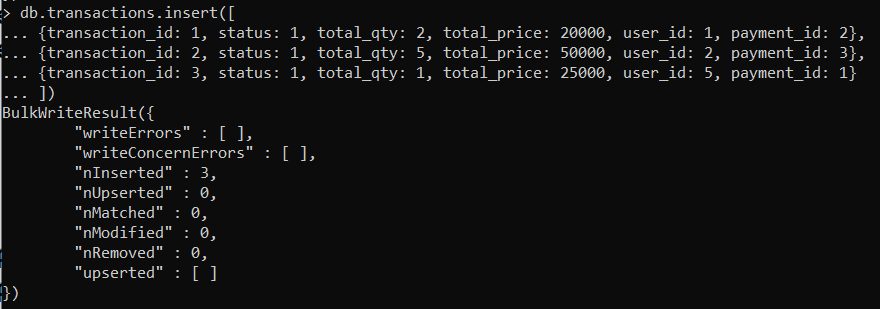 > db.transactions.insert([
... {transaction_id: 1, status: 1, total_qty: 2, total_price: 20000, user_id: 1, payment_id: 2},
... {transaction_id: 2, status: 1, total_qty: 5, total_price: 50000, user_id: 2, payment_id: 3},
... {transaction_id: 3, status: 1, total_qty: 1, total_price: 25000, user_id: 5, payment_id: 1}
... ])
BulkWriteResult({
        "writeErrors" : [ ],
        "writeConcernErrors" : [ ],
        "nInserted" : 3,
        "nUpserted" : 0,
        "nMatched" : 0,
        "nModified" : 0,
        "nRemoved" : 0,
        "upserted" : [ ]
})